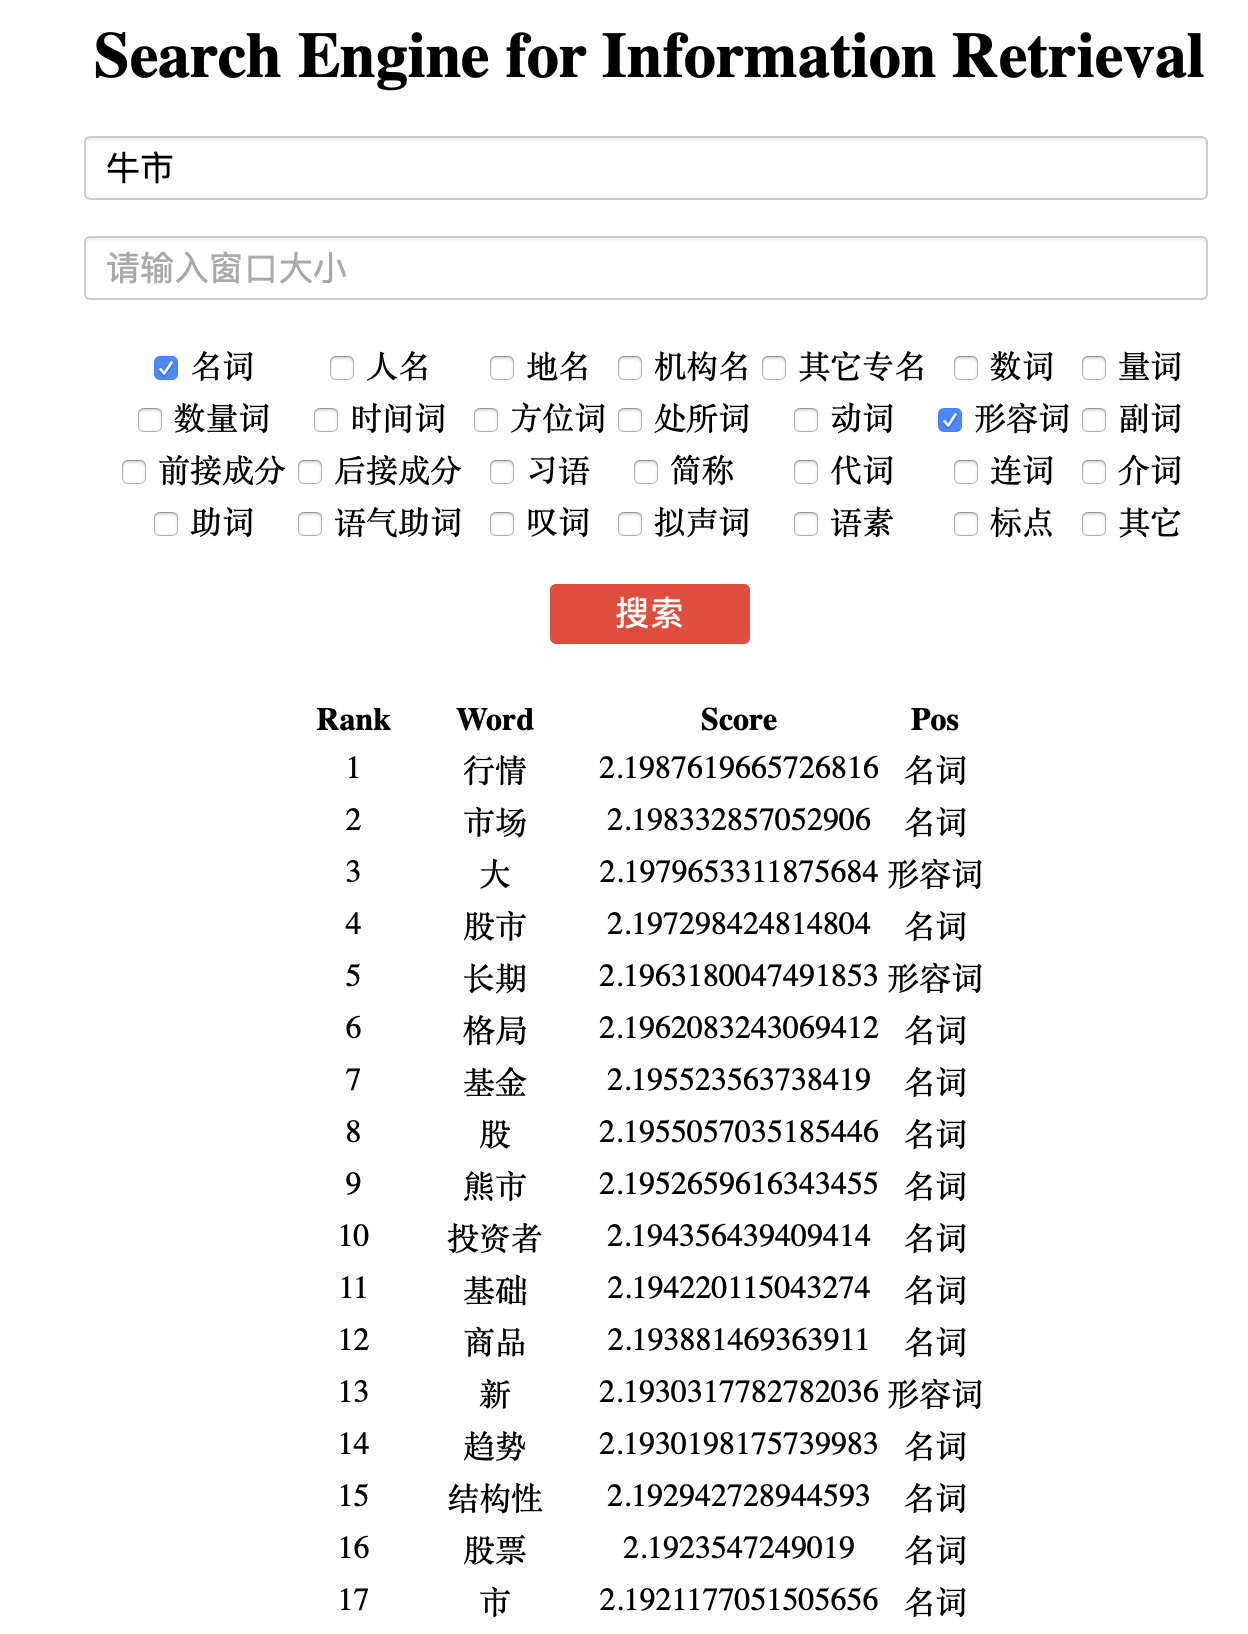 Search Engine for Information Retrieval
牛市
请输入窗口大小
名词 人名 地名 机构名 其它专名 数词 量词
数量词 时间词 方位词 处所词 动词 形容词 副词
前接成分 后接成分 习语 简称 代词 连词 介词
助词 语气助词 叹词 拟声词 语素 标点 其它
搜索
Rank Word Score Pos
1 行情 2.1987619665726816 名词
2 市场 2.198332857052906 名词
3 大 2.1979653311875684 形容词
4 股市 2.197298424814804 名词
5 长期 2.1963180047491853 形容词
6 格局 2.1962083243069412 名词
7 基金 2.195523563738419 名词
8 股 2.1955057035185446 名词
9 熊市 2.1952659616343455 名词
10 投资者 2.194356439409414 名词
11 基础 2.194220115043274 名词
12 商品 2.193881469363911 名词
13 新 2.1930317782782036 形容词
14 趋势 2.1930198175739983 名词
15 结构性 2.192942728944593 名词
16 股票 2.1923547249019 名词
17 市 2.1921177051505656 名词